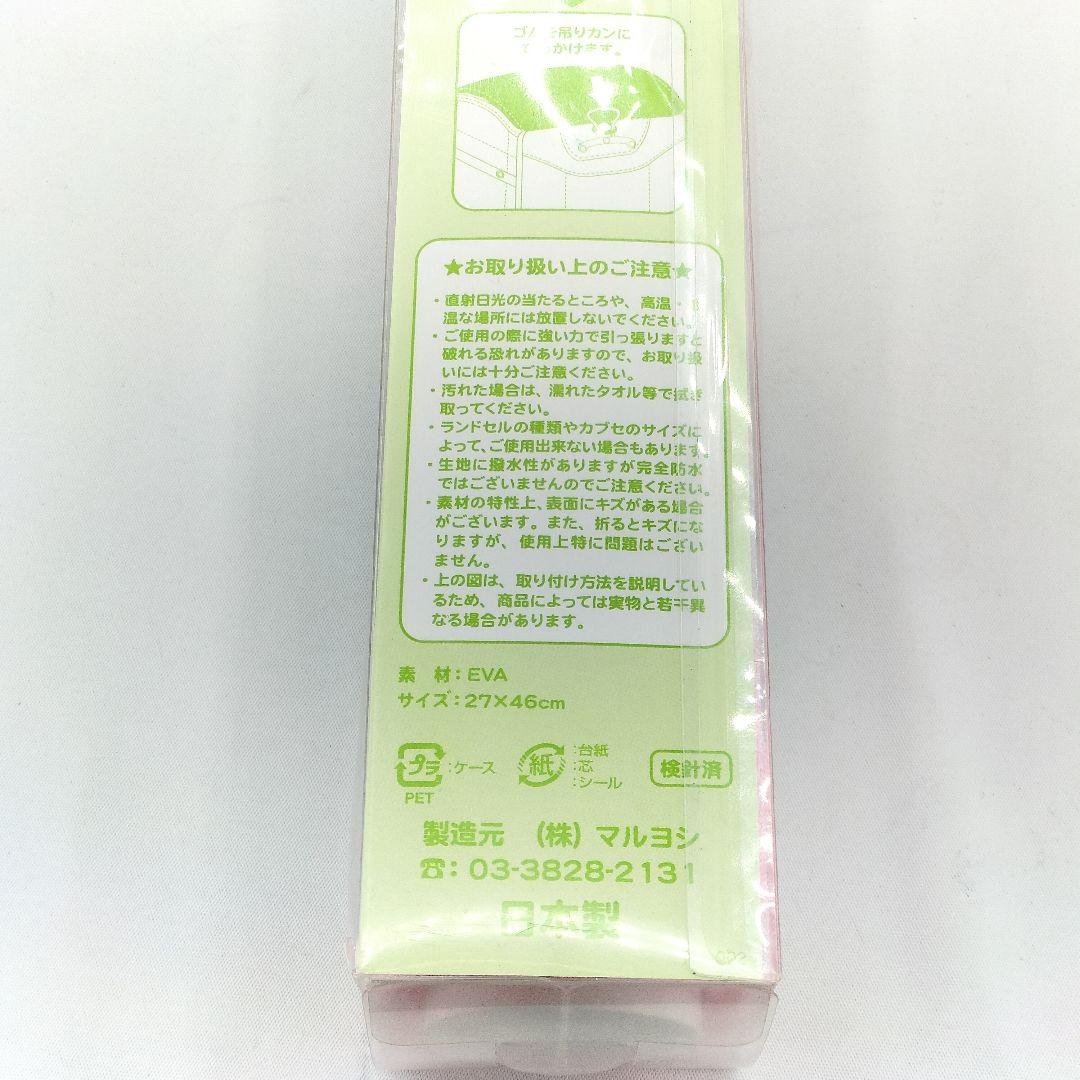 ゴムを吊りカンに
かけます。
★お取り扱い上のご注意★
・直射日光の当たるところや、高温・
温な場所には放置しないでください。
・ご使用の際に強い力で引っ張りますと
破れる恐れがありますので、お取り扱
いには十分ご注意ください。
・汚れた場合は、濡れたタオル等で拭き
取ってください。
・ランドセルの種類やカブセのサイズに
よって、ご使用出来ない場合もあります。
・生地に撥水性がありますが完全防水
ではございませんのでご注意ください。
・素材の特性上、表面にキズがある場合
がございます。また、折るとキズにな
りますが、使用上特に問題はござい
ません。
・上の図は、取り付け方法を説明してい
るため、商品によっては実物と若干異
なる場合があります。
素 材：EVA
サイズ：27×46cm
プラ：ケース
PET
紙：台紙
：芯
：シール
検針済
製造元 （株）マルヨシ
☎：03-3828-2131
日本製